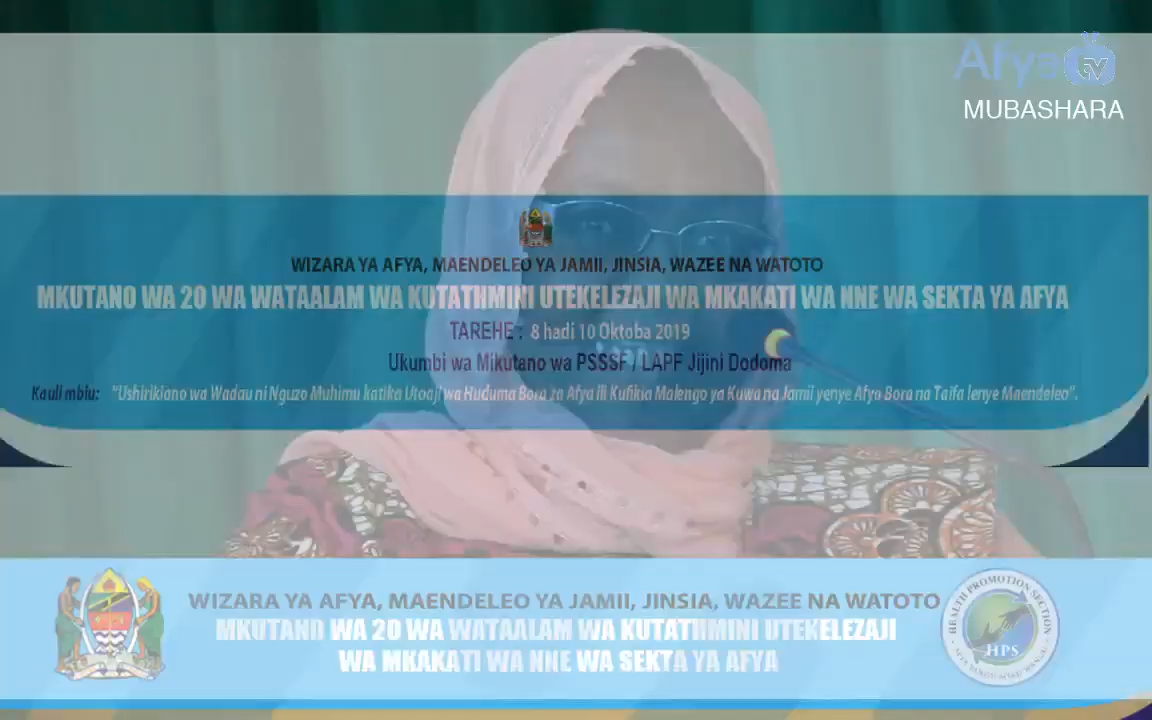 Afya TV
MUBASHARA
WIZARA YA AFYA, MAENDELEO YA JAMII, JINSIA, WAZEE NA WATOTO
MKUTANO WA 20 WA WATAALAM WA KUTATHMINI UTEKELEZAJI WA MKAKATI WA NNE WA SEKTA YA AFYA
TAREHE : 8 hadi 10 Oktoba 2019
Ukumbi wa Mikutano wa PSSSF / LAPF Jijini Dodoma
Kauli mbiu: "Ushirikiano wa Wadau ni Nguzo Muhimu katika Utoaji wa Huduma Bora za Afya ili Kufikia Malengo ya Kuwa na Jamii yenye Afya Bora na Taifa lenye Maendeleo".
WIZARA YA AFYA, MAENDELEO YA JAMII, JINSIA, WAZEE NA WATOTO
MKUTANO WA 20 WA WATAALAM WA KUTATHMINI UTEKELEZAJI
WA MKAKATI WA NNE WA SEKTA YA AFYA
HEALTH PROMOTION SECTION
HPS